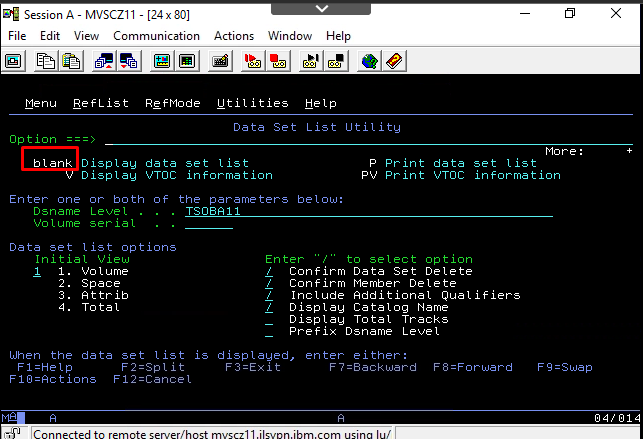 Session A - MVSCZ11 - [24 x 80]
File Edit View Communication Actions Window Help
Menu RefList RefMode Utilities Help
Data Set List Utility
Option ===>
More: +
blank Display data set list P Print data set list
V Display VTOC information PV Print VTOC information
Enter one or both of the parameters below:
Dsname Level . . . TSOBA11
Volume serial . .
Data set list options
Initial View Enter "/" to select option
1 1. Volume / Confirm Data Set Delete
2. Space / Confirm Member Delete
3. Attrib / Include Additional Qualifiers
4. Total / Display Catalog Name
_ Display Total Tracks
_ Prefix Dsname Level
When the data set list is displayed, enter either:
F1=Help F2=Split F3=Exit F7=Backward F8=Forward F9=Swap
F10=Actions F12=Cancel
MA A A 04/014
Connected to remote server/host mvscz11.ilsvpn.ibm.com using lu/